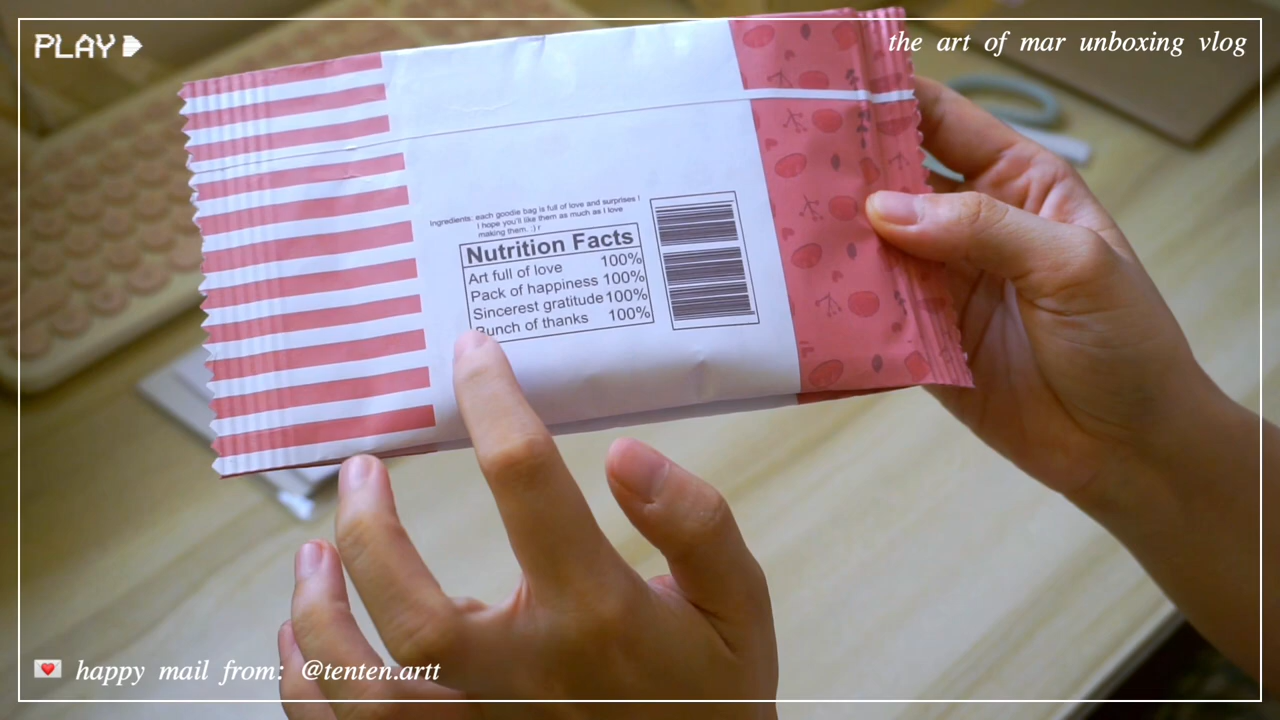 PLAY
the art of mar unboxing vlog
Ingredients: each goodie bag is full of love and surprises !
I hope you'll like them as much as I love
making them. :) r
Nutrition Facts
Art full of love 100%
Pack of happiness 100%
Sincerest gratitude 100%
Bunch of thanks 100%
happy mail from: @tenten.artt